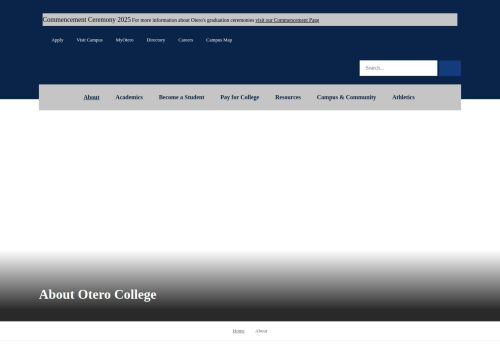 Commencement Ceremony 2025 For more information about Otero's graduation ceremonies visit our Commencement Page
Apply Visit Campus MyOtero Directory Careers Campus Map
Search...
About Academics Become a Student Pay for College Resources Campus & Community Athletics
About Otero College
Home About